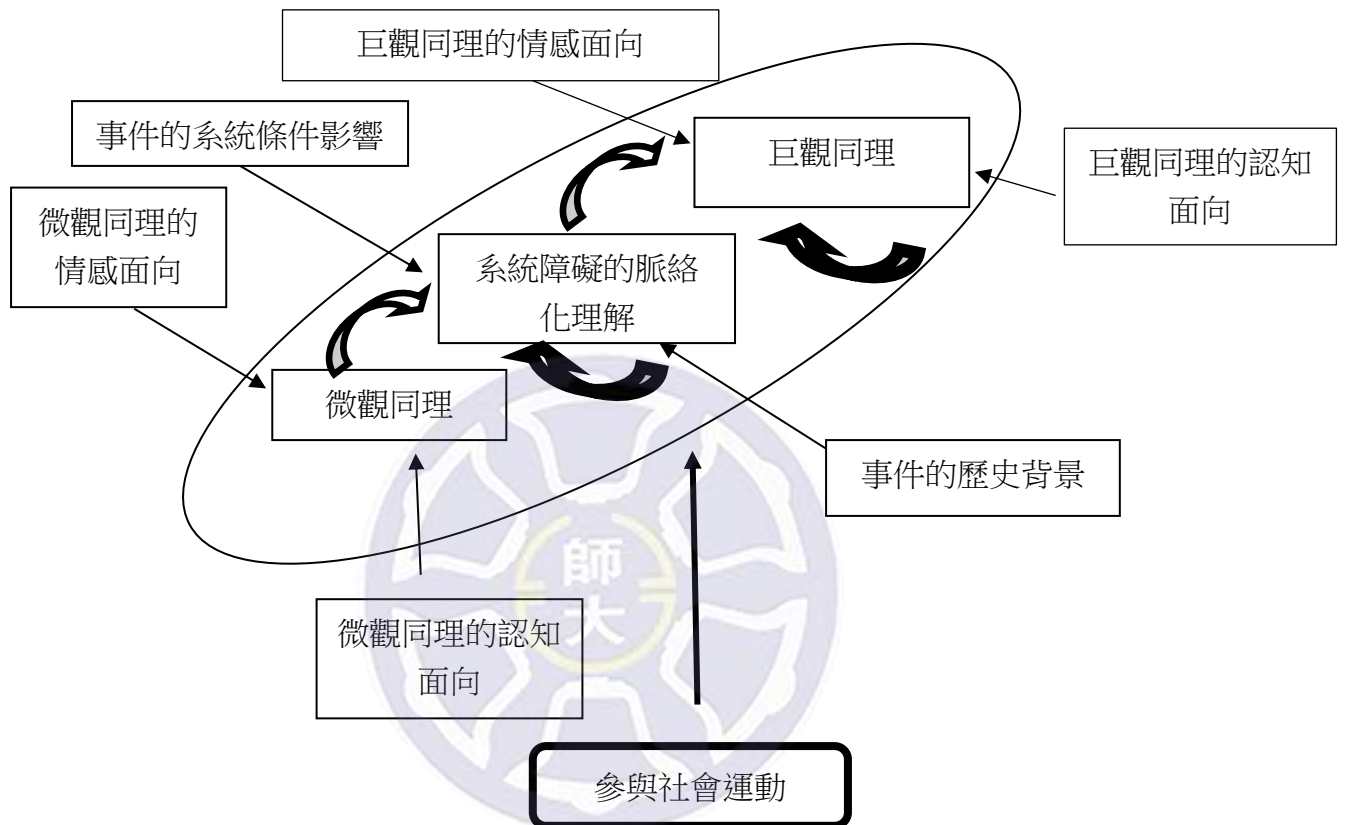 巨觀同理的情感面向
事件的系統條件影響
巨觀同理
巨觀同理的認知
面向
微觀同理的
情感面向
系統障礙的脈絡
化理解
微觀同理
事件的歷史背景
師
大
微觀同理的認知
面向
參與社會運動